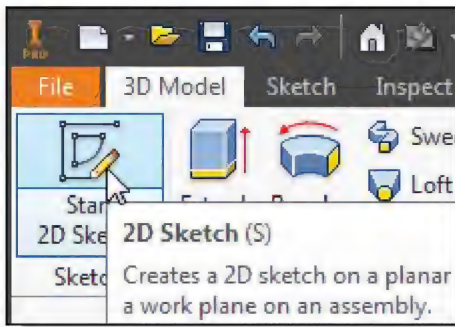 PRO
File 3D Model Sketch Inspect
Swee
Loft
Star
2D Ske
Sketc
2D Sketch (S)
Creates a 2D sketch on a planar
a work plane on an assembly.